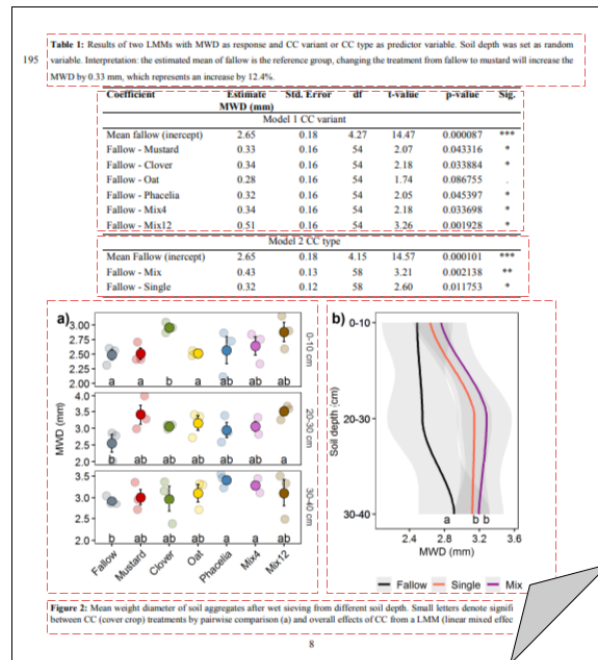 Table 1: Results of two LMMs with MWD as response and CC variant or CC type as predictor variable. Soil depth was set as random
195 variable. Interpretation: the estimated mean of fallow is the reference group, changing the treatment from fallow to mustard will increase the
MWD by 0.33 mm, which represents an increase by 12.4%.
Coefficient Estimate Std. Error df t-value p-value Sig.
MWD (mm)
Model 1 CC variant
Mean fallow (inercept) 2.65 0.18 4.27 14.47 0.000087 ***
Fallow - Mustard 0.33 0.16 54 2.07 0.043316 *
Fallow - Clover 0.34 0.16 54 2.18 0.033884 *
Fallow - Oat 0.28 0.16 54 1.74 0.086755 .
Fallow - Phacelia 0.32 0.16 54 2.05 0.045397 *
Fallow - Mix4 0.34 0.16 54 2.18 0.033698 *
Fallow - Mix12 0.51 0.16 54 3.26 0.001928 *
Model 2 CC type
Mean Fallow (inercept) 2.65 0.18 4.15 14.57 0.000101 ***
Fallow - Mix 0.43 0.13 58 3.21 0.002138 **
Fallow - Single 0.32 0.12 58 2.60 0.011753 *
a)
MWD (mm)
3.00
2.75
2.50
2.25
2.00
a a b a ab ab ab
0-10 cm
4.0
3.5
3.0
2.5
2.0
b a ab ab ab ab a
20-30 cm
3.5
3.0
2.5
2.0
b ab ab ab a a ab
30-40 cm
Fallow Mustard Clover Oat Phacelia Mix4 Mix12
b)
Soil depth (cm)
0-10
20-30
30-40
a b b
2.4 2.8 3.2 3.6
MWD (mm)
Fallow Single Mix
Figure 2: Mean weight diameter of soil aggregates after wet sieving from different soil depth. Small letters denote signifi
between CC (cover crop) treatments by pairwise comparison (a) and overall effects of CC from a LMM (linear mixed effec
8